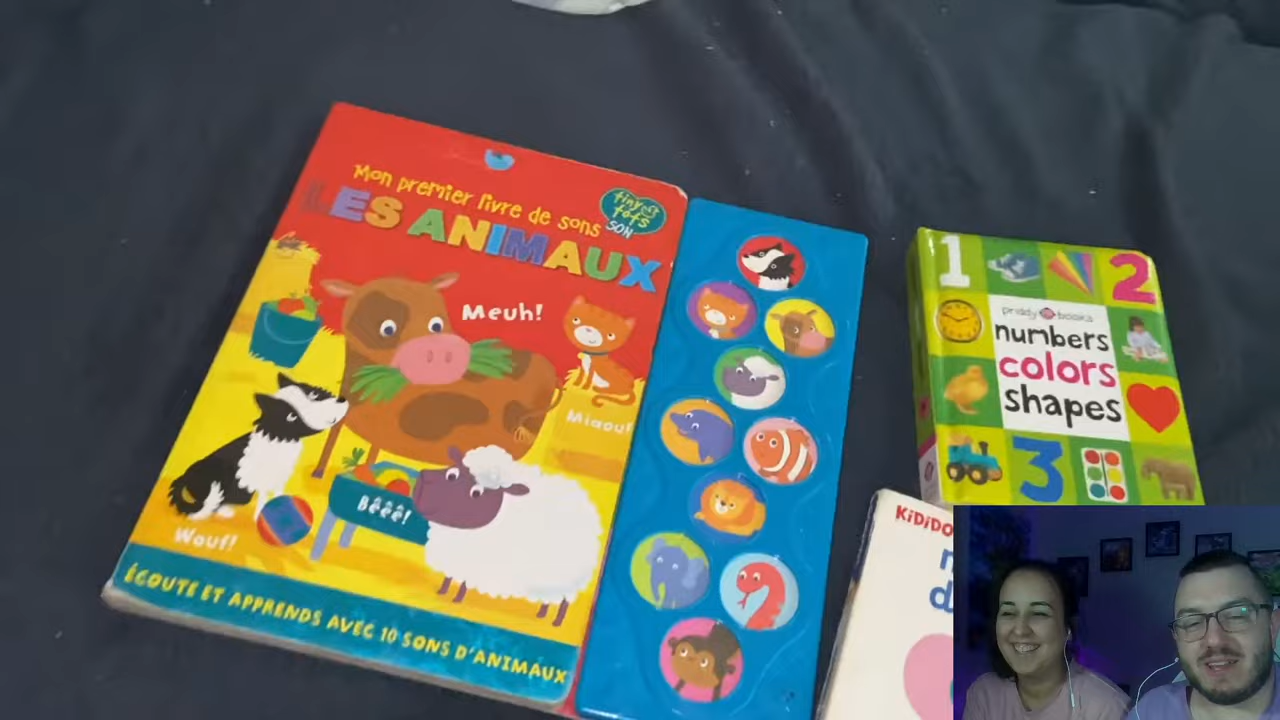 Mon premier livre de sons
LES ANIMAUX
tiny
tots
SON
Meuh!
Miaou!
Bêêê!
Wouf!
ÉCOUTE ET APPRENDS AVEC 10 SONS D'ANIMAUX
1
2
priddy books
numbers
colors
shapes
3
KiDiDO